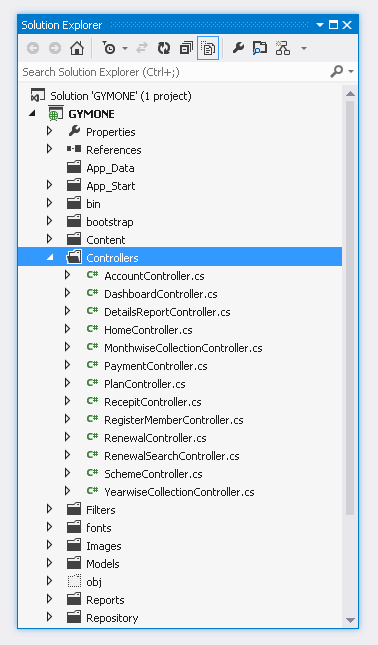 Solution Explorer
Search Solution Explorer (Ctrl+;)
Solution 'GYMONE' (1 project)
GYMONE
Properties
References
App_Data
App_Start
bin
bootstrap
Content
Controllers
C# AccountController.cs
C# DashboardController.cs
C# DetailsReportController.cs
C# HomeController.cs
C# MonthwiseCollectionController.cs
C# PaymentController.cs
C# PlanController.cs
C# RecepitController.cs
C# RegisterMemberController.cs
C# RenewalController.cs
C# RenewalSearchController.cs
C# SchemeController.cs
C# YearwiseCollectionController.cs
Filters
fonts
Images
Models
obj
Reports
Repository